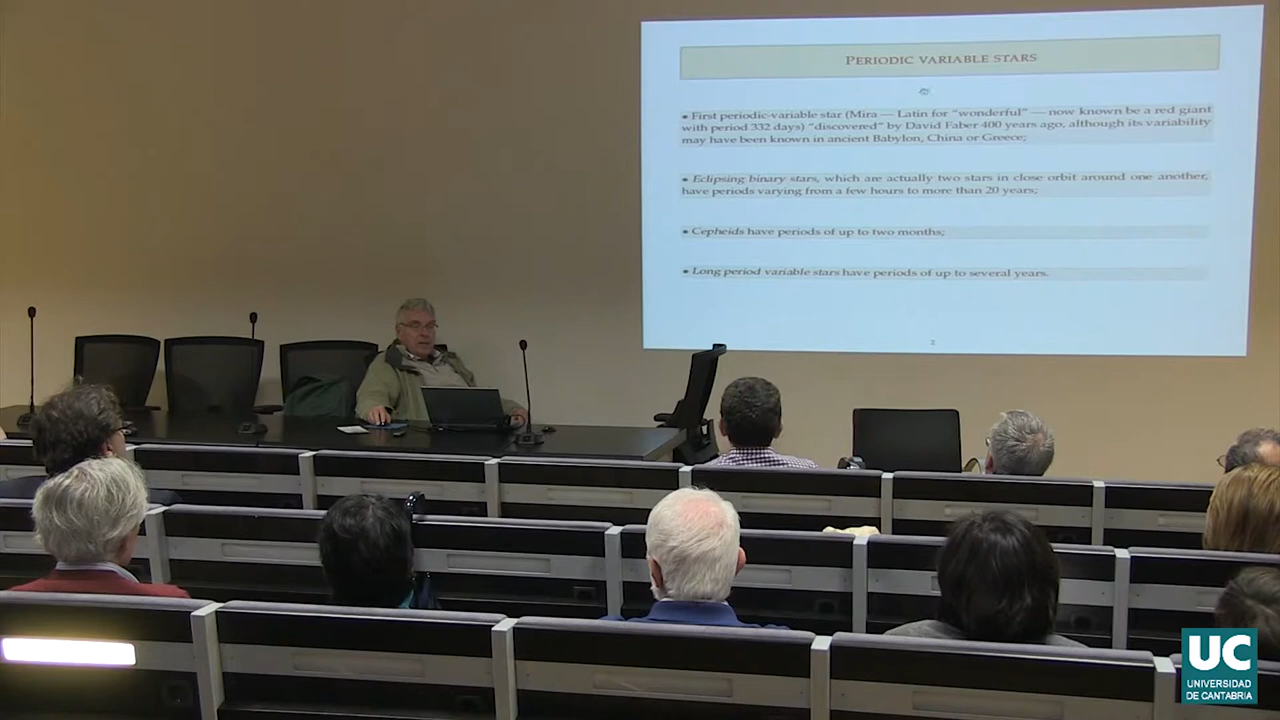 PERIODIC VARIABLE STARS
• First periodic-variable star (Mira — Latin for “wonderful” — now known be a red giant
with period 332 days) “discovered” by David Faber 400 years ago, although its variability
may have been known in ancient Babylon, China or Greece;
• Eclipsing binary stars, which are actually two stars in close orbit around one another,
have periods varying from a few hours to more than 20 years;
• Cepheids have periods of up to two months;
• Long period variable stars have periods of up to several years.
2
UC
UNIVERSIDAD
DE CANTABRIA